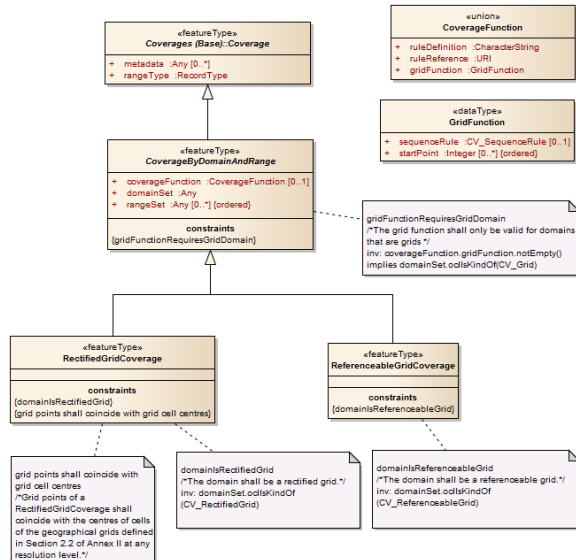 «featureType»
Coverages (Base)::Coverage
+ metadata :Any [0..*]
+ rangeType :RecordType
«union»
CoverageFunction
+ ruleDefinition :CharacterString
+ ruleReference :URI
+ gridFunction :GridFunction
«dataType»
GridFunction
+ sequenceRule :CV_SequenceRule [0..1]
+ startPoint :Integer [0..*] {ordered}
«featureType»
CoverageByDomainAndRange
+ coverageFunction :CoverageFunction [0..1]
+ domainSet :Any
+ rangeSet :Any [0..*] {ordered}
constraints
{gridFunctionRequiresGridDomain}
gridFunctionRequiresGridDomain
/*The grid function shall only be valid for domains
that are grids */
inv: coverageFunction.gridFunction.notEmpty()
implies domainSet.oclIsKindOf(CV_Grid)
«featureType»
RectifiedGridCoverage
constraints
{domainIsRectifiedGrid}
{grid points shall coincide with grid cell centres}
«featureType»
ReferenceableGridCoverage
constraints
{domainIsReferenceableGrid}
grid points shall coincide with
grid cell centres
/*Grid points of a
RectifiedGridCoverage shall
coincide with the centres of cells
of the geographical grids defined
in Section 2.2 of Annex II at any
resolution level.*/
domainIsRectifiedGrid
/*The domain shall be a rectified grid.*/
inv: domainSet.oclIsKindOf
(CV_RectifiedGrid)
domainIsReferenceableGrid
/*The domain shall be a referenceable grid.*/
inv: domainSet.oclIsKindOf
(CV_ReferenceableGrid)